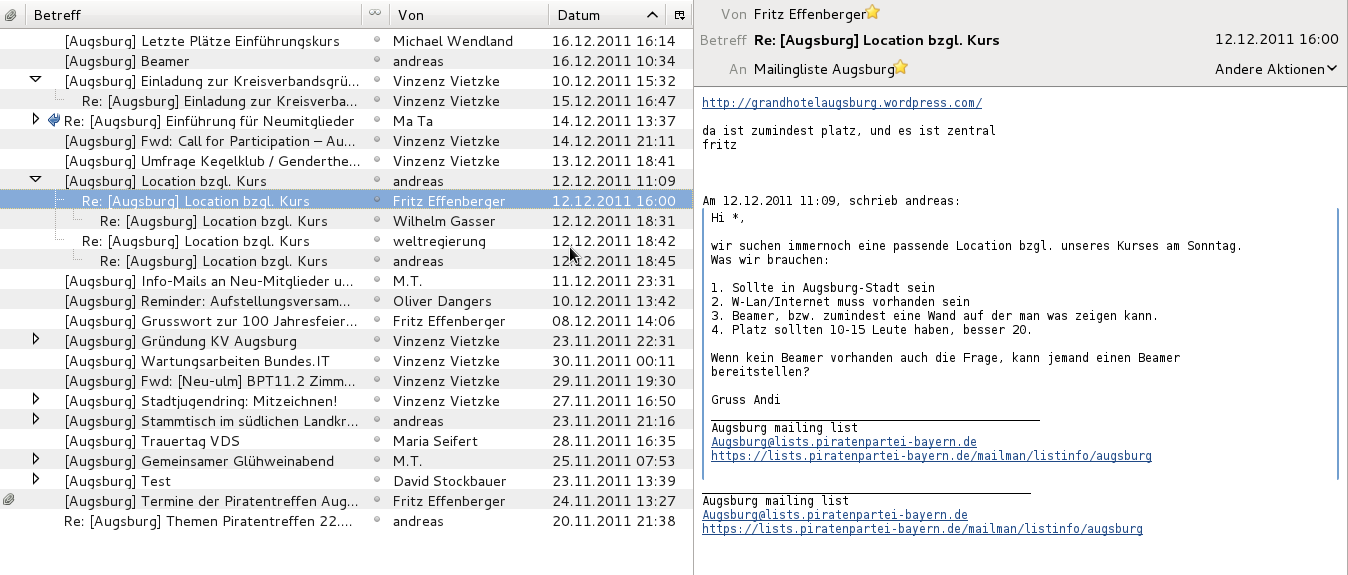 Betreff Von Datum
[Augsburg] Letzte Plätze Einführungskurs Michael Wendland 16.12.2011 16:14
[Augsburg] Beamer andreas 16.12.2011 10:34
[Augsburg] Einladung zur Kreisverbandsgrü... Vinzenz Vietzke 10.12.2011 15:32
Re: [Augsburg] Einladung zur Kreisverba... Vinzenz Vietzke 15.12.2011 16:47
Re: [Augsburg] Einführung für Neumitglieder Ma Ta 14.12.2011 13:37
[Augsburg] Fwd: Call for Participation – Au... Vinzenz Vietzke 14.12.2011 21:11
[Augsburg] Umfrage Kegelklub / Genderthe... Vinzenz Vietzke 13.12.2011 18:41
[Augsburg] Location bzgl. Kurs andreas 12.12.2011 11:09
Re: [Augsburg] Location bzgl. Kurs Fritz Effenberger 12.12.2011 16:00
Re: [Augsburg] Location bzgl. Kurs Wilhelm Gasser 12.12.2011 18:31
Re: [Augsburg] Location bzgl. Kurs weltregierung 12.12.2011 18:42
Re: [Augsburg] Location bzgl. Kurs andreas 12.12.2011 18:45
[Augsburg] Info-Mails an Neu-Mitglieder u... M.T. 11.12.2011 23:31
[Augsburg] Reminder: Aufstellungsversam... Oliver Dangers 10.12.2011 13:42
[Augsburg] Grusswort zur 100 Jahresfeier... Fritz Effenberger 08.12.2011 14:06
[Augsburg] Gründung KV Augsburg Vinzenz Vietzke 23.11.2011 22:31
[Augsburg] Wartungsarbeiten Bundes.IT Vinzenz Vietzke 30.11.2011 00:11
[Augsburg] Fwd: [Neu-ulm] BPT11.2 Zimm... Vinzenz Vietzke 29.11.2011 19:30
[Augsburg] Stadtjugendring: Mitzeichnen! Vinzenz Vietzke 27.11.2011 16:50
[Augsburg] Stammtisch im südlichen Landkr... andreas 23.11.2011 21:16
[Augsburg] Trauertag VDS Maria Seifert 28.11.2011 16:35
[Augsburg] Gemeinsamer Glühweinabend M.T. 25.11.2011 07:53
[Augsburg] Test David Stockbauer 23.11.2011 13:39
[Augsburg] Termine der Piratentreffen Aug... Fritz Effenberger 24.11.2011 13:27
Re: [Augsburg] Themen Piratentreffen 22.... andreas 20.11.2011 21:38
Von Fritz Effenberger
Betreff Re: [Augsburg] Location bzgl. Kurs 12.12.2011 16:00
An Mailingliste Augsburg Andere Aktionen
http://grandhotelaugsburg.wordpress.com/
da ist zumindest platz, und es ist zentral
fritz
Am 12.12.2011 11:09, schrieb andreas:
Hi *,
wir suchen immernoch eine passende Location bzgl. unseres Kurses am Sonntag.
Was wir brauchen:
1. Sollte in Augsburg-Stadt sein
2. W-Lan/Internet muss vorhanden sein
3. Beamer, bzw. zumindest eine Wand auf der man was zeigen kann.
4. Platz sollten 10-15 Leute haben, besser 20.
Wenn kein Beamer vorhanden auch die Frage, kann jemand einen Beamer
bereitstellen?
Gruss Andi
Augsburg mailing list
Augsburg@lists.piratenpartei-bayern.de
https://lists.piratenpartei-bayern.de/mailman/listinfo/augsburg
Augsburg mailing list
Augsburg@lists.piratenpartei-bayern.de
https://lists.piratenpartei-bayern.de/mailman/listinfo/augsburg